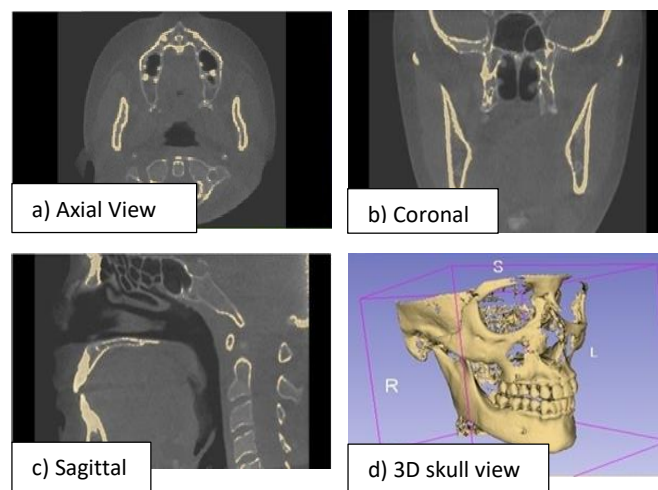 a) Axial View
b) Coronal
c) Sagittal
S
R
L
d) 3D skull view